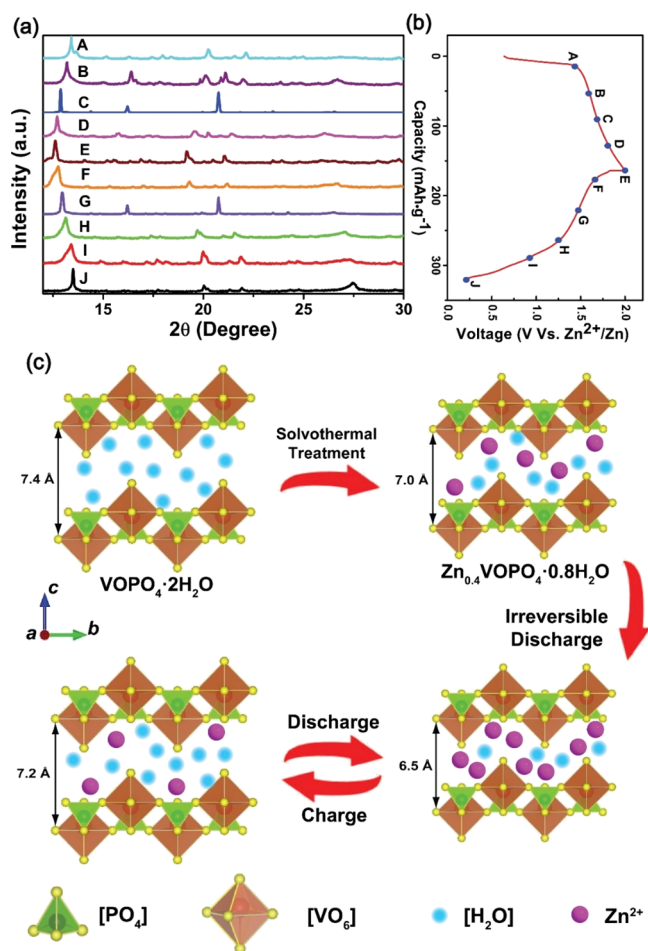 (a)
A
B
C
D
E
F
G
H
I
J
Intensity (a.u.)
15
20
25
30
2θ (Degree)
(b)
0
100
200
300
Capacity (mAh·g⁻¹)
A
B
C
D
E
F
G
H
I
J
0.0
0.5
1.0
1.5
2.0
Voltage (V Vs. Zn²⁺/Zn)
(c)
7.4 Å
VOPO₄·2H₂O
Solvothermal
Treatment
7.0 Å
Zn₀.₄VOPO₄·0.8H₂O
c
a
b
Irreversible
Discharge
7.2 Å
Discharge
Charge
6.5 Å
[PO₄]
[VO₆]
[H₂O]
Zn²⁺